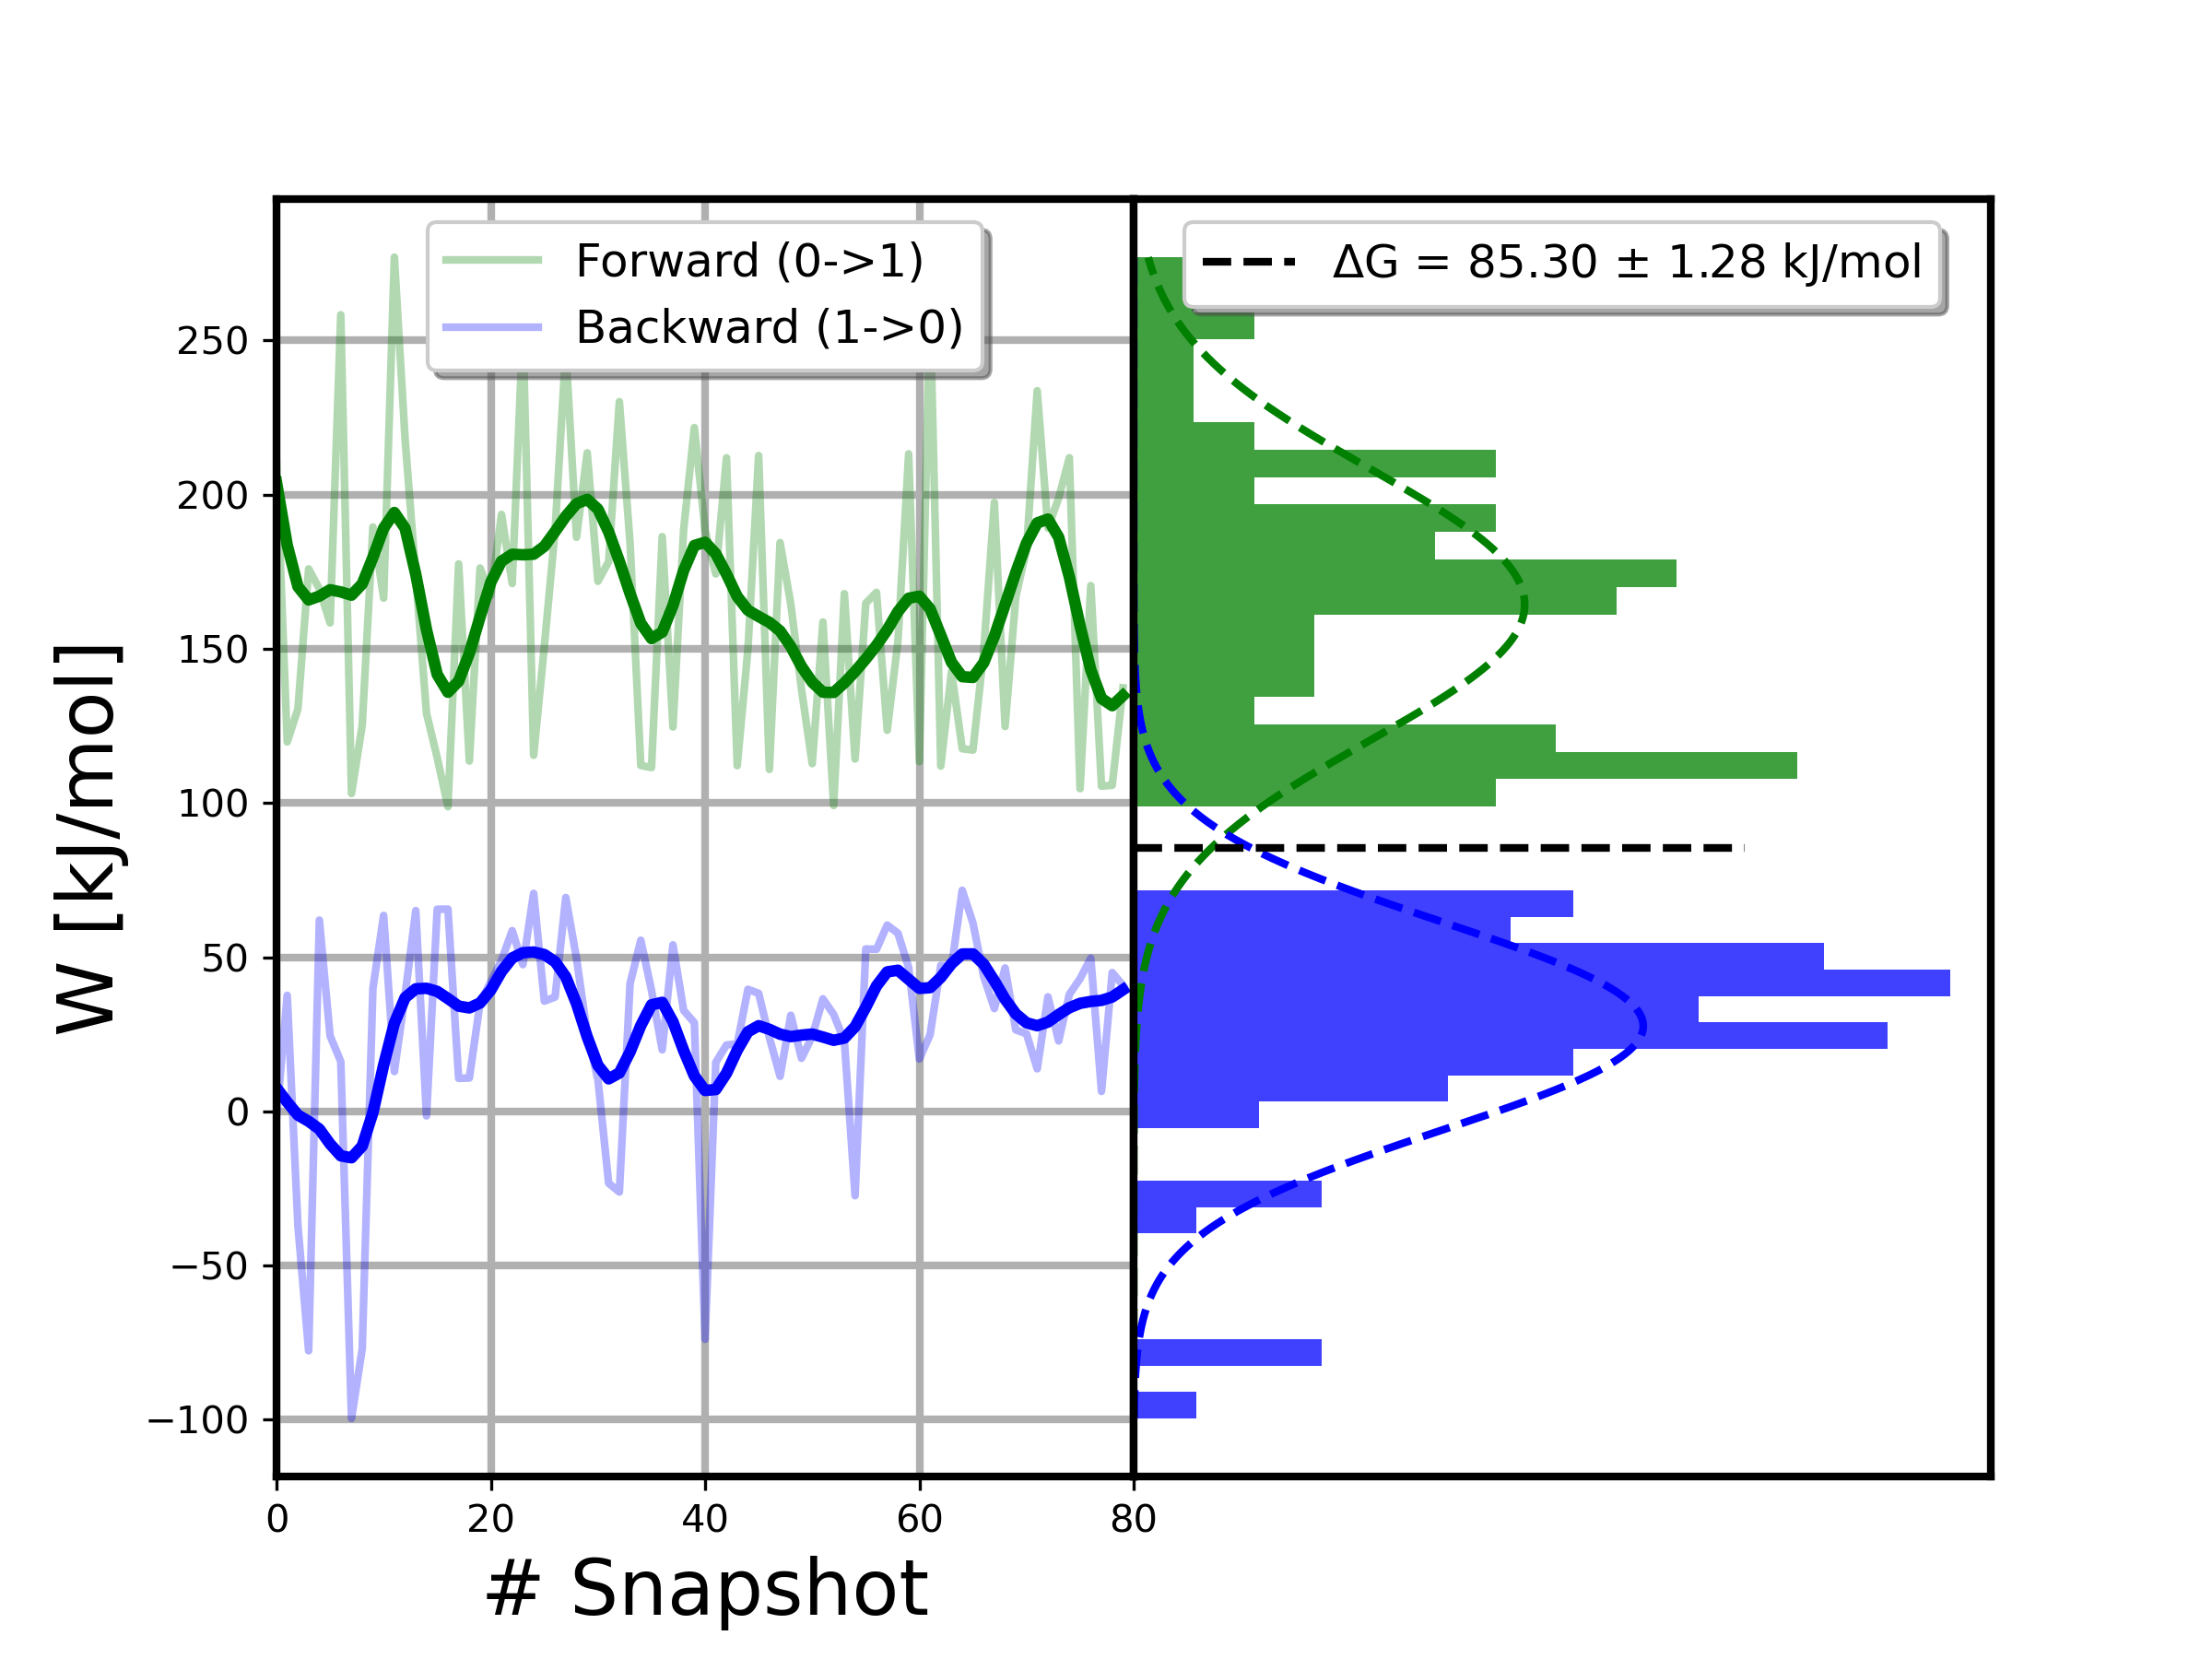 Forward (0->1)
Backward (1->0)
ΔG = 85.30 ± 1.28 kJ/mol
W [kJ/mol]
250
200
150
100
50
0
−50
−100
0 20 40 60 80
# Snapshot